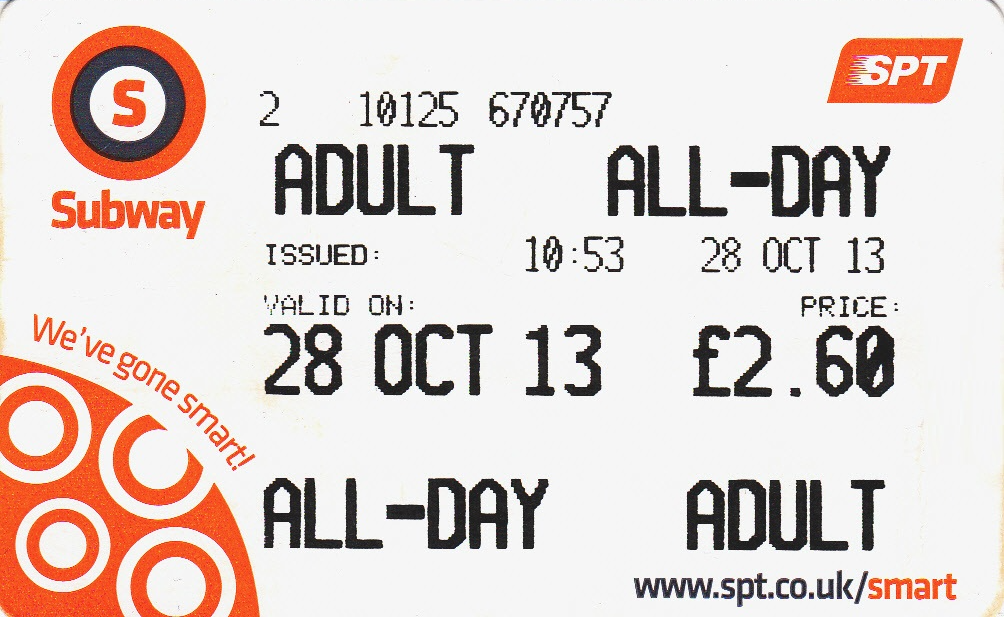 S
Subway
SPT
2 10125 670757
ADULT ALL-DAY
ISSUED: 10:53 28 OCT 13
VALID ON: PRICE:
28 OCT 13 £2.60
We've gone smart!
ALL-DAY ADULT
www.spt.co.uk/smart